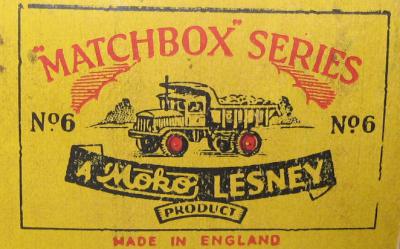 "MATCHBOX" SERIES
No6 No6
A Moko LESNEY
PRODUCT
MADE IN ENGLAND